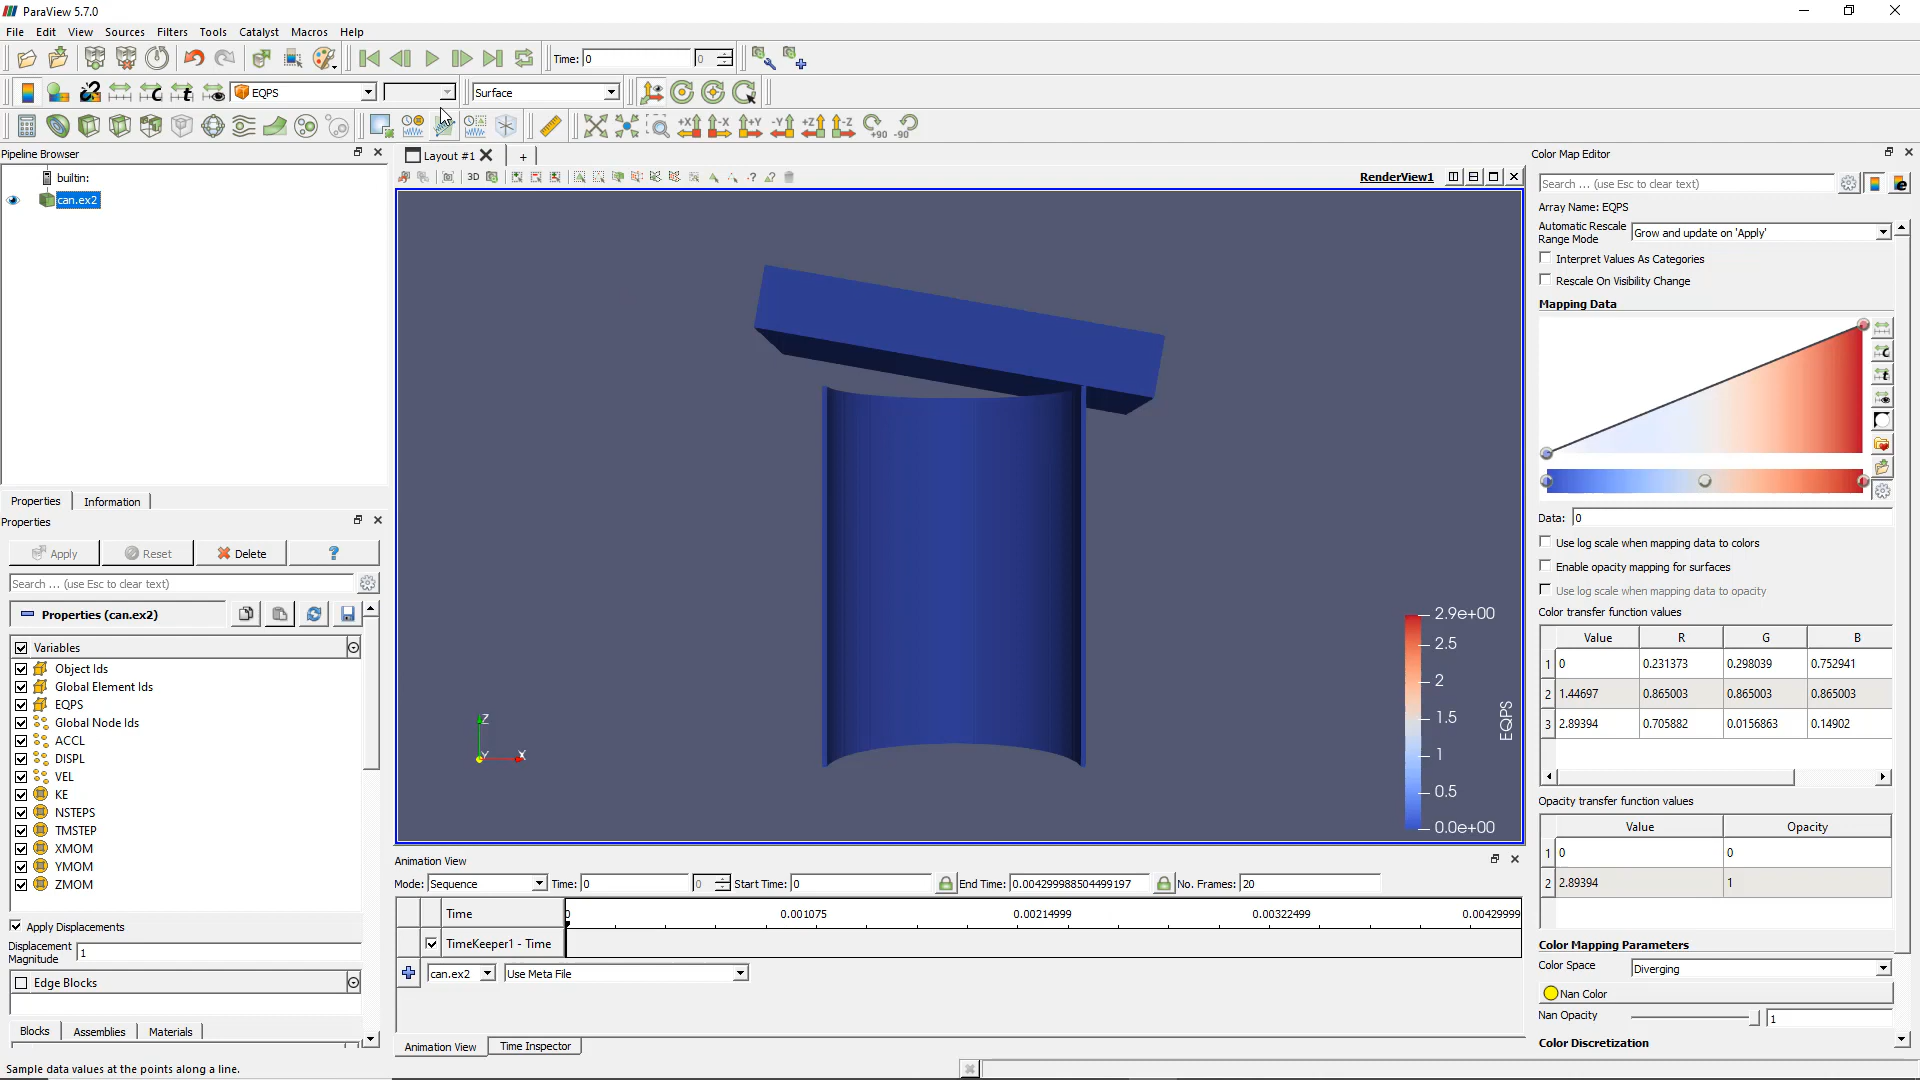 ParaView 5.7.0
File Edit View Sources Filters Tools Catalyst Macros Help
Time: 0 0
EQPS Surface
+X -X +Y -Y +Z -Z +90 -90
Pipeline Browser
builtin:
can.ex2
Properties Information
Properties
Apply Reset Delete ?
Search ... (use Esc to clear text)
Properties (can.ex2)
Variables
Object Ids
Global Element Ids
EQPS
Global Node Ids
ACCL
DISPL
VEL
KE
NSTEPS
TMSTEP
XMOM
YMOM
ZMOM
Apply Displacements
Displacement
Magnitude
1
Edge Blocks
Blocks Assemblies Materials
Sample data values at the points along a line.
Layout #1 +
3D
RenderView1
Z
Y X
2.9e+00
2.5
2
1.5
1
0.5
0.0e+00
EQPS
Animation View
Mode: Sequence Time: 0 0 Start Time: 0 End Time: 0.004299988504499197 No. Frames: 20
Time 0 0.001075 0.00214999 0.00322499 0.00429999
TimeKeeper1 - Time
can.ex2 Use Meta File
Animation View Time Inspector
Color Map Editor
Search ... (use Esc to clear text)
Array Name: EQPS
Automatic Rescale
Range Mode
Grow and update on 'Apply'
Interpret Values As Categories
Rescale On Visibility Change
Mapping Data
Data: 0
Use log scale when mapping data to colors
Enable opacity mapping for surfaces
Use log scale when mapping data to opacity
Color transfer function values
Value R G B
1 0 0.231373 0.298039 0.752941
2 1.44697 0.865003 0.865003 0.865003
3 2.89394 0.705882 0.0156863 0.14902
Opacity transfer function values
Value Opacity
1 0 0
2 2.89394 1
Color Mapping Parameters
Color Space Diverging
Nan Color
Nan Opacity 1
Color Discretization